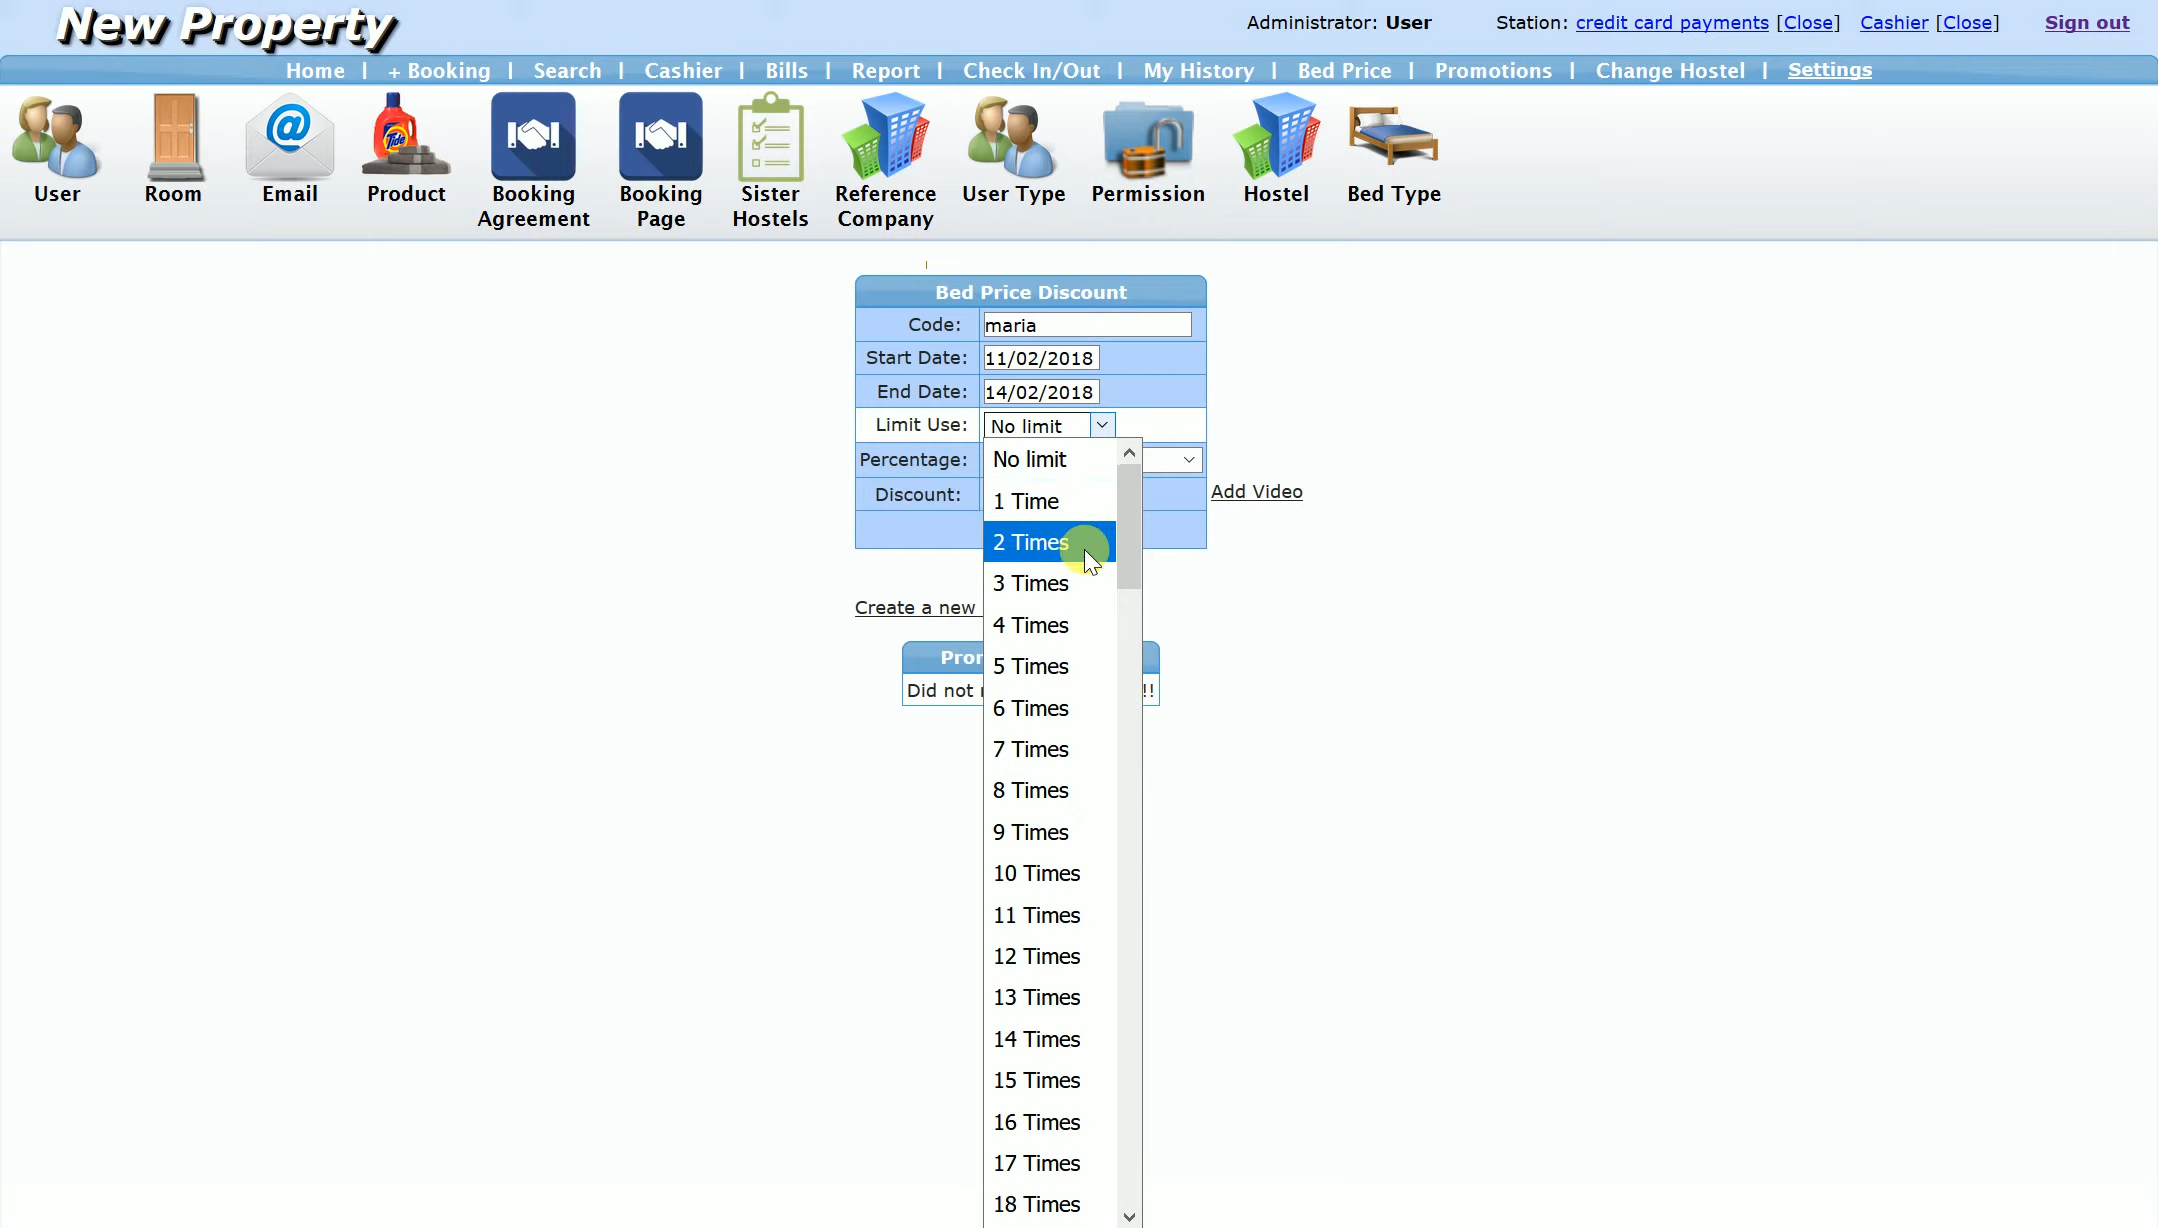 New Property
Administrator: User Station: credit card payments [Close] Cashier [Close] Sign out
Home | + Booking | Search | Cashier | Bills | Report | Check In/Out | My History | Bed Price | Promotions | Change Hostel | Settings
Tide
User Room Email Product Booking Agreement Booking Page Sister Hostels Reference Company User Type Permission Hostel Bed Type
Bed Price Discount
Code: maria
Start Date: 11/02/2018
End Date: 14/02/2018
Limit Use: No limit
Percentage:
Discount:
Add Video
No limit
1 Time
2 Times
3 Times
4 Times
5 Times
6 Times
7 Times
8 Times
9 Times
10 Times
11 Times
12 Times
13 Times
14 Times
15 Times
16 Times
17 Times
18 Times
Create a new
Did not !!